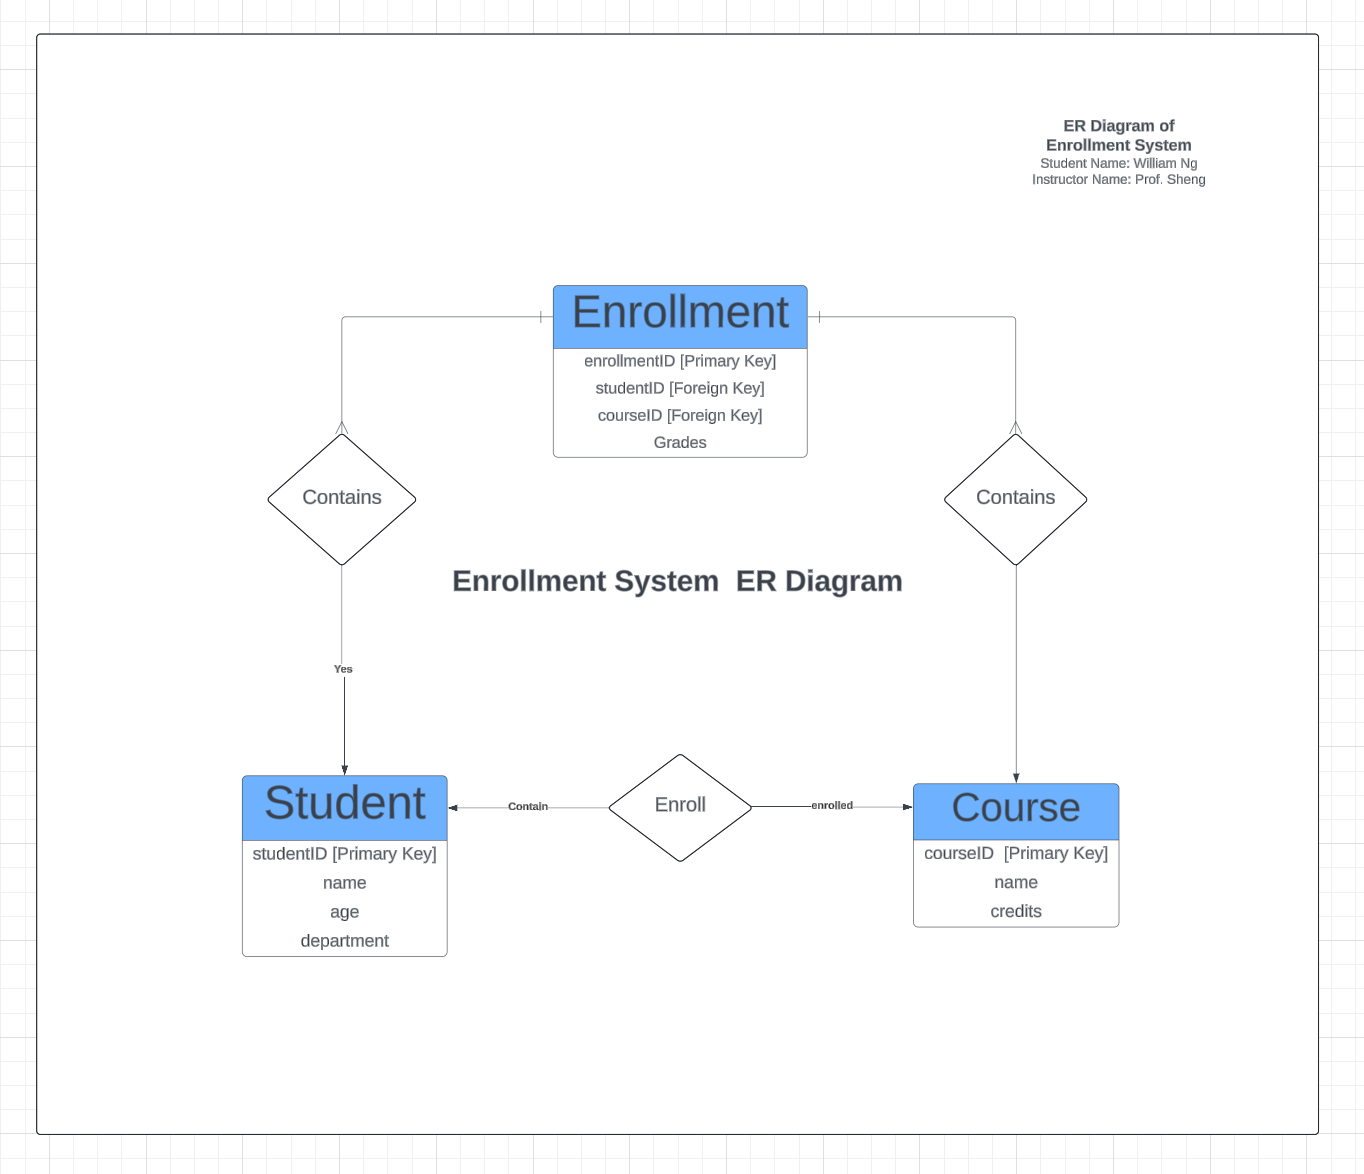 ER Diagram of
Enrollment System
Student Name: William Ng
Instructor Name: Prof. Sheng
Enrollment
enrollmentID [Primary Key]
studentID [Foreign Key]
courseID [Foreign Key]
Grades
Contains
Contains
Enrollment System  ER Diagram
Yes
Student
studentID [Primary Key]
name
age
department
Contain
Enroll
enrolled
Course
courseID  [Primary Key]
name
credits